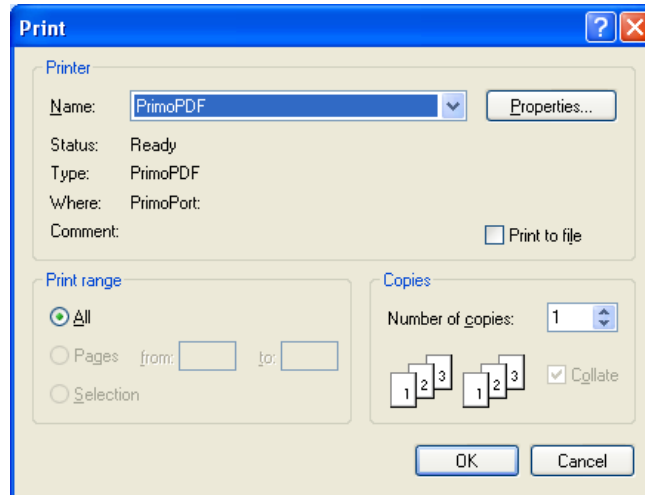 Print
Printer
Name: PrimoPDF Properties...
Status: Ready
Type: PrimoPDF
Where: PrimoPort:
Comment:
Print to file
Print range
All
Pages from: to:
Selection
Copies
Number of copies: 1
1 2 3 1 2 3
Collate
OK Cancel